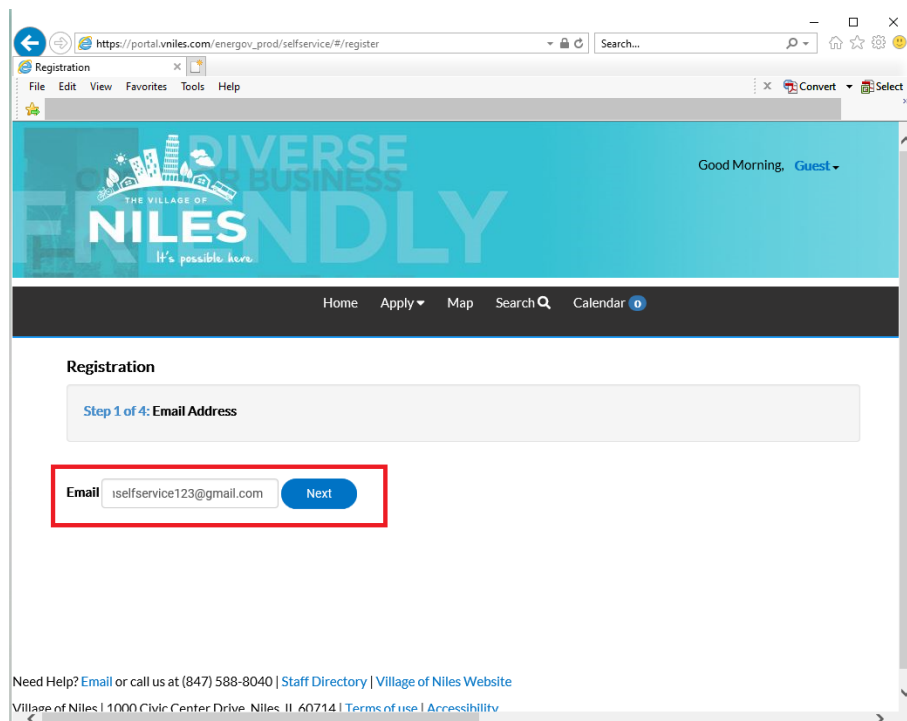 https://portal.vniles.com/energov_prod/selfservice/#/register
Search...
Registration
File Edit View Favorites Tools Help
Convert
Select
DIVERSE
BUSINESS
FRIENDLY
THE VILLAGE OF
NILES
It's possible here
Good Morning, Guest
Home Apply Map Search Calendar 0
Registration
Step 1 of 4: Email Address
Email selfservice123@gmail.com Next
Need Help? Email or call us at (847) 588-8040 | Staff Directory | Village of Niles Website
Village of Niles | 1000 Civic Center Drive, Niles, IL 60714 | Terms of use | Accessibility